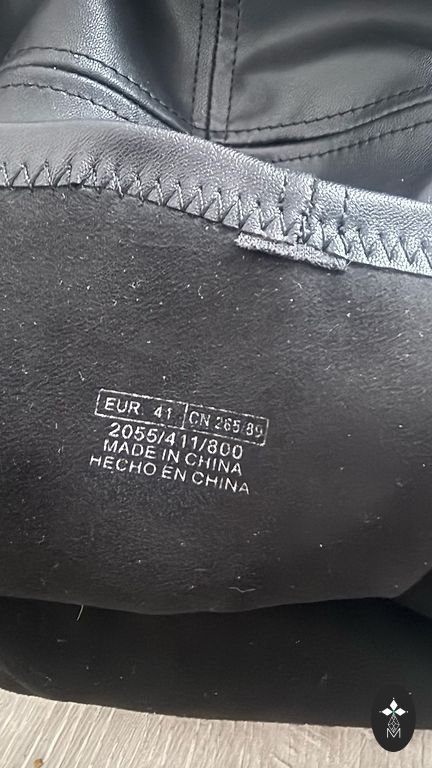 EUR. 41 CN 265/89
2055/411/800
MADE IN CHINA
HECHO EN CHINA
M